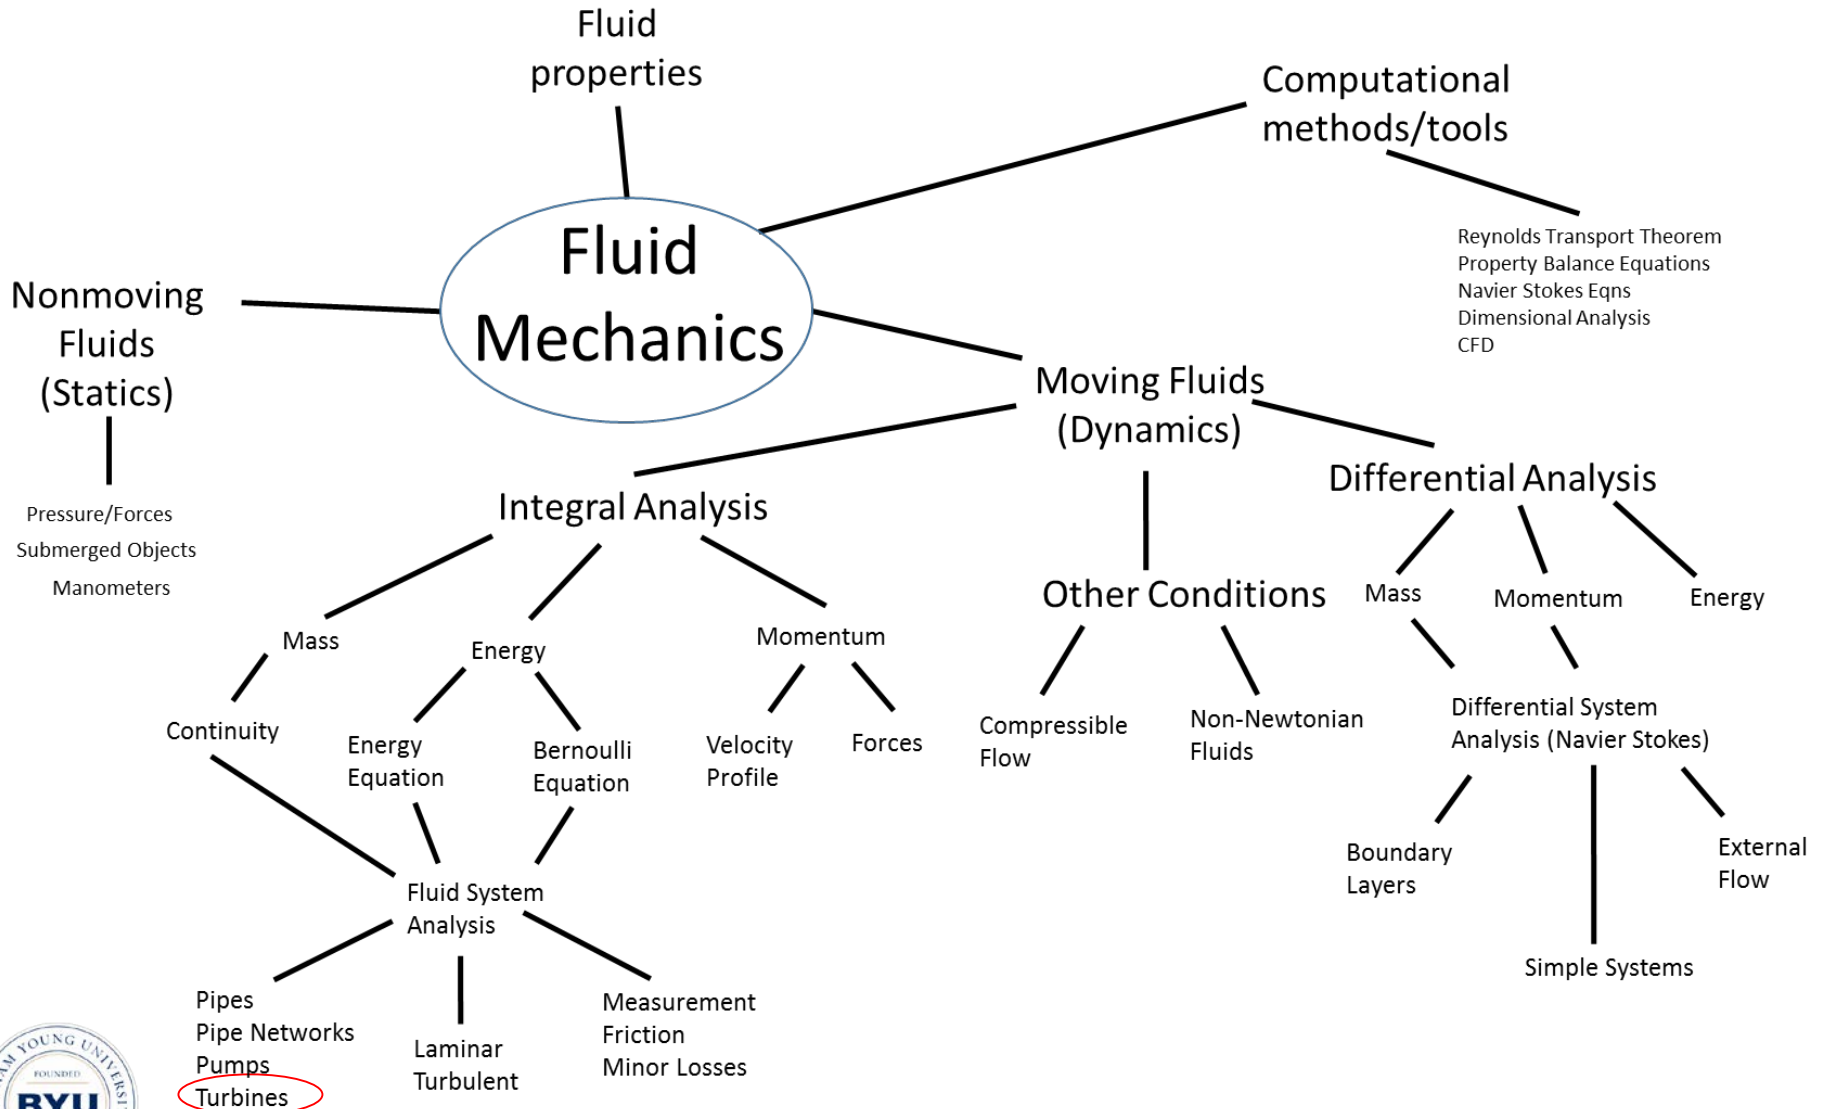 Fluid
properties
Computational
methods/tools
Reynolds Transport Theorem
Property Balance Equations
Navier Stokes Eqns
Dimensional Analysis
CFD
Fluid
Mechanics
Nonmoving
Fluids
(Statics)
Pressure/Forces
Submerged Objects
Manometers
Moving Fluids
(Dynamics)
Integral Analysis
Mass
Energy
Momentum
Continuity
Energy
Equation
Bernoulli
Equation
Velocity
Profile
Forces
Fluid System
Analysis
Pipes
Pipe Networks
Pumps
Turbines
Laminar
Turbulent
Measurement
Friction
Minor Losses
Other Conditions
Compressible
Flow
Non-Newtonian
Fluids
Differential Analysis
Mass
Momentum
Energy
Differential System
Analysis (Navier Stokes)
Boundary
Layers
Simple Systems
External
Flow
YOUNG
FOUNDED
BYU